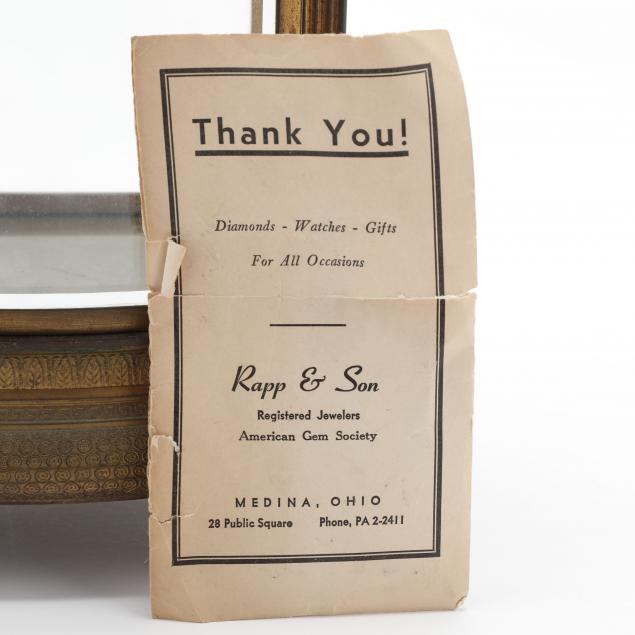 Thank You!
Diamonds - Watches - Gifts
For All Occasions
Rapp & Son
Registered Jewelers
American Gem Society
MEDINA, OHIO
28 Public Square Phone, PA 2-2411